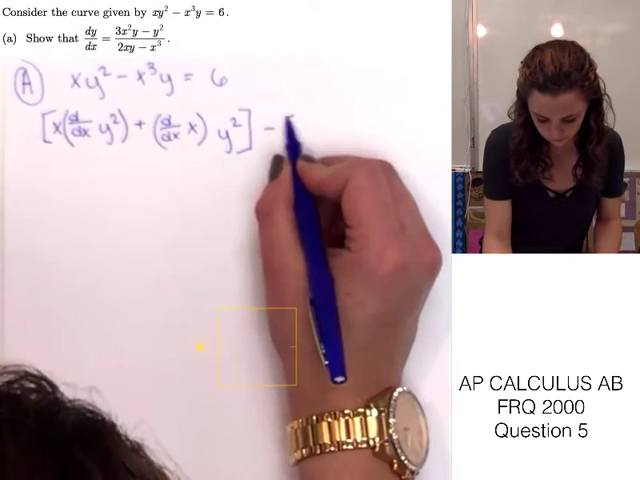 Consider the curve given by xy² − x³y = 6.
(a) Show that dy/dx = (3x²y − y²)/(2xy − x³).
(A) xy² − x³y = 6
[x(d/dx y²) + (d/dx x) y²] −
AP CALCULUS AB
FRQ 2000
Question 5